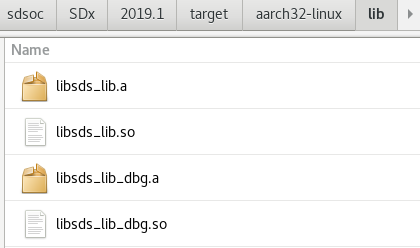 sdsoc SDx 2019.1 target aarch32-linux lib
Name
libsds_lib.a
libsds_lib.so
libsds_lib_dbg.a
libsds_lib_dbg.so